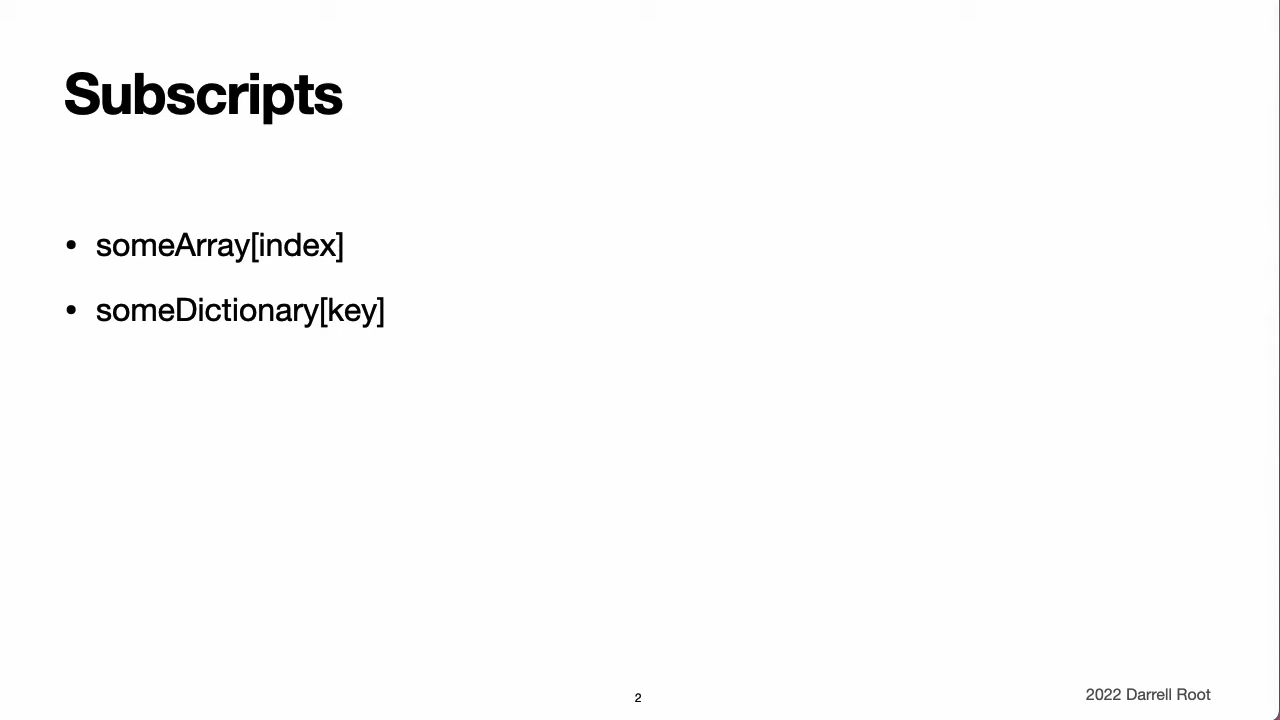 Subscripts
• someArray[index]
• someDictionary[key]
2
2022 Darrell Root